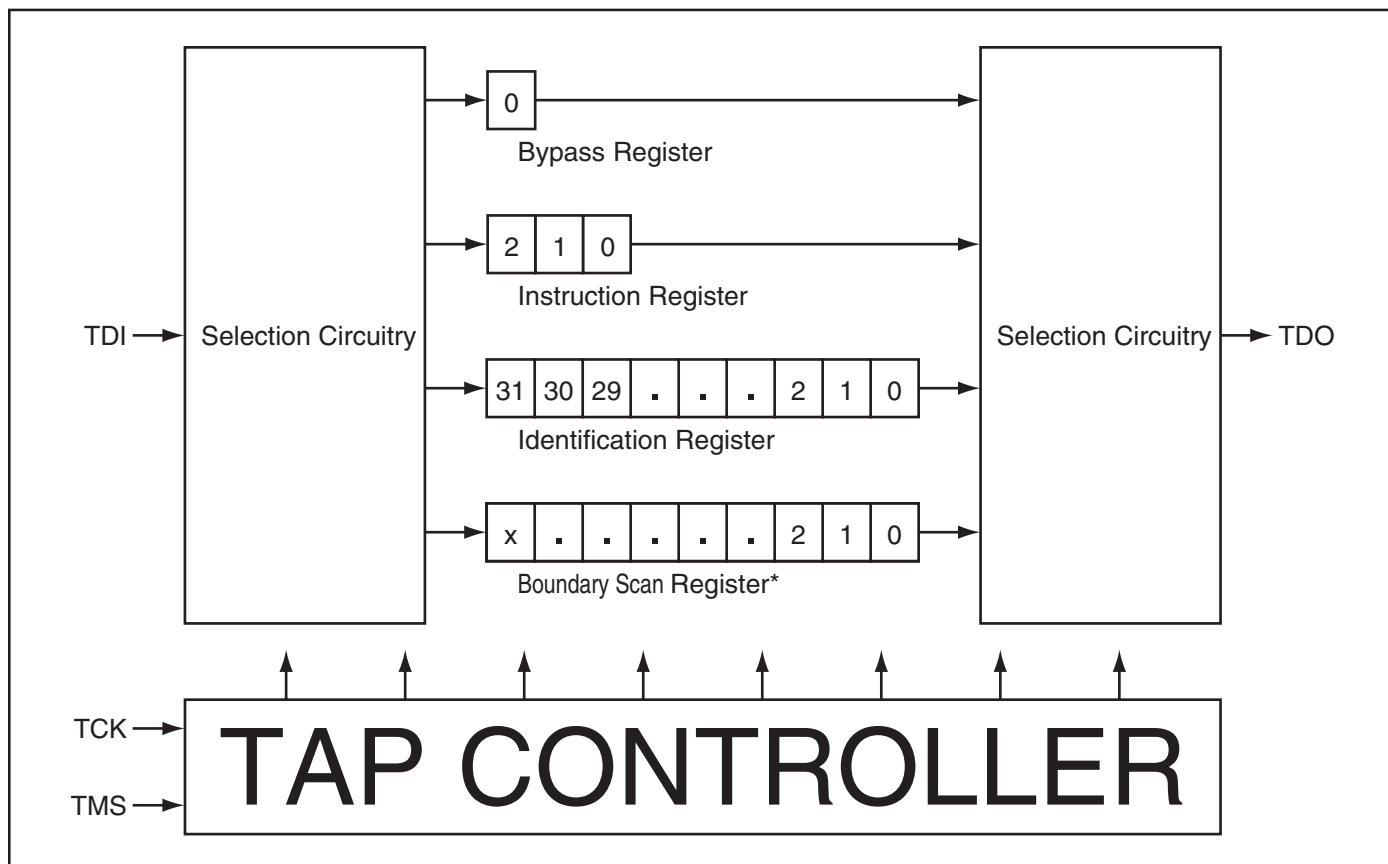 0
Bypass Register
2 1 0
Instruction Register
TDI
Selection Circuitry
Selection Circuitry
TDO
31 30 29 . . . 2 1 0
Identification Register
x . . . . . 2 1 0
Boundary Scan Register*
TCK
TMS
TAP CONTROLLER